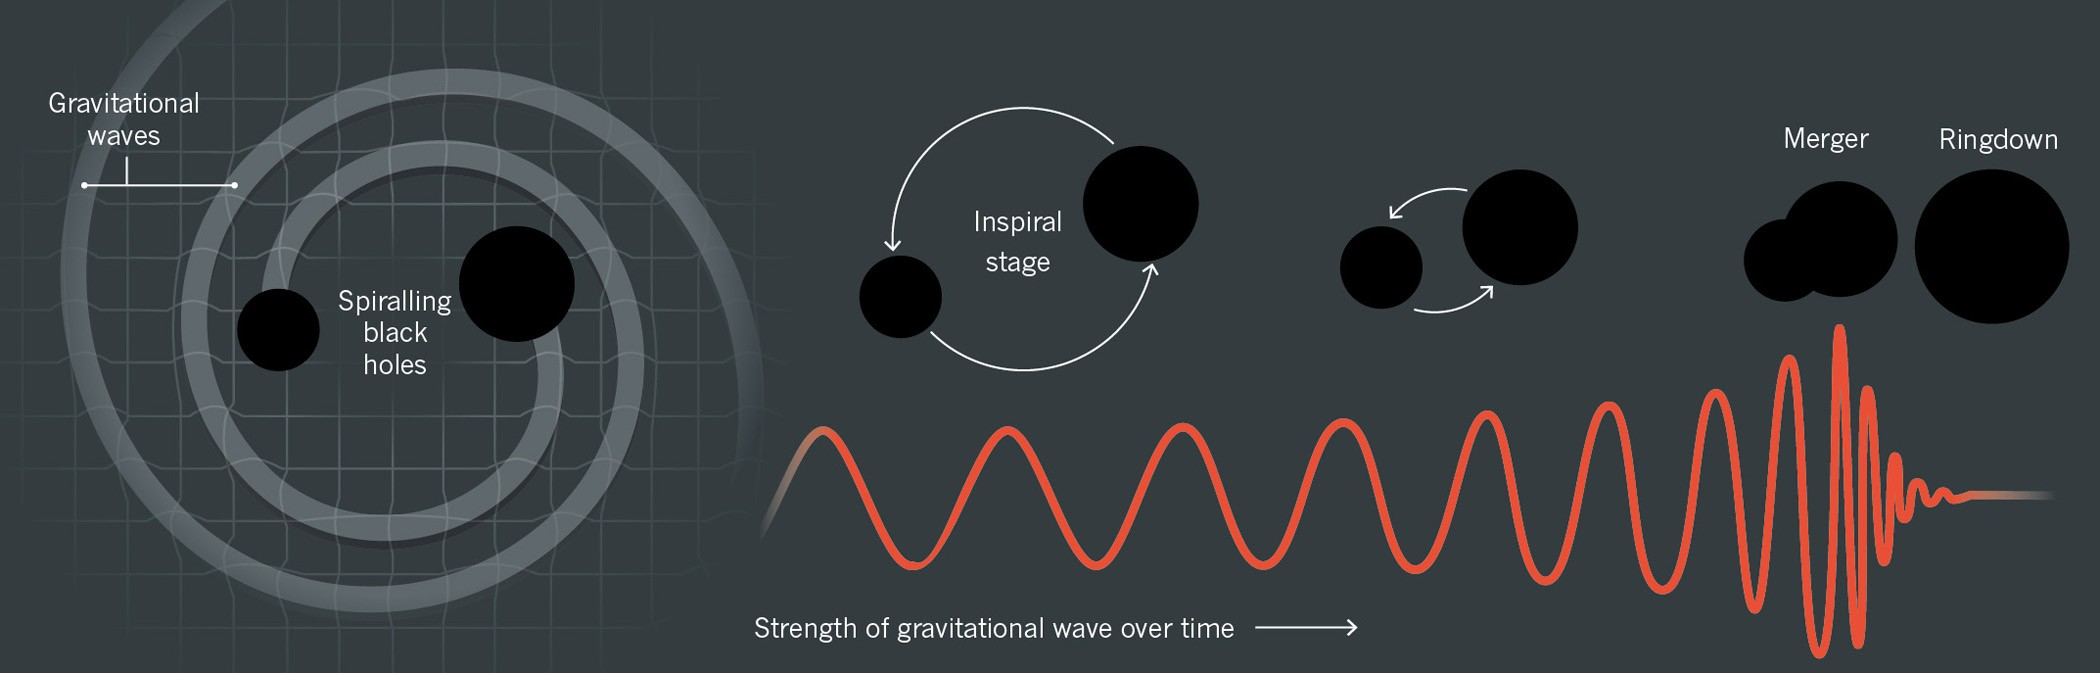 Gravitational
waves
Spiralling
black
holes
Inspiral
stage
Merger
Ringdown
Strength of gravitational wave over time